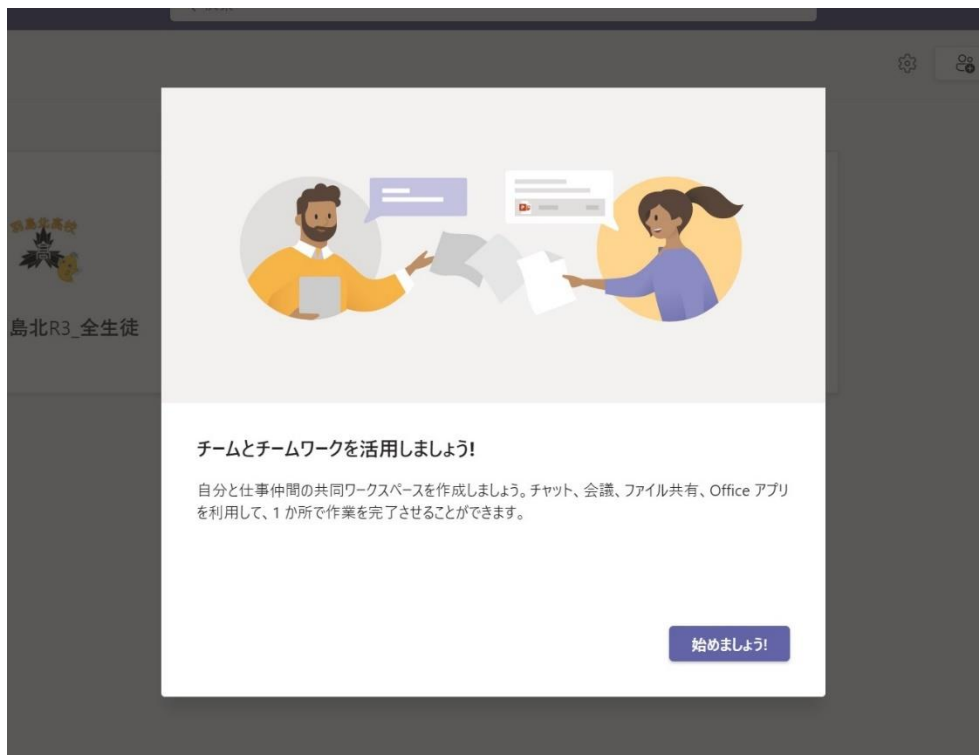 島北R3_全生徒
チームとチームワークを活用しましょう!
自分と仕事仲間の共同ワークスペースを作成しましょう。チャット、会議、ファイル共有、Office アプリ
を利用して、1 か所で作業を完了させることができます。
始めましょう!